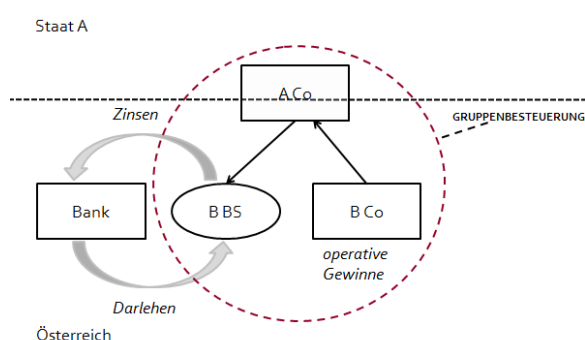 Staat A
A Co
Zinsen
GRUPPENBESTEUERUNG
Bank
B BS
B Co
operative
Gewinne
Darlehen
Österreich